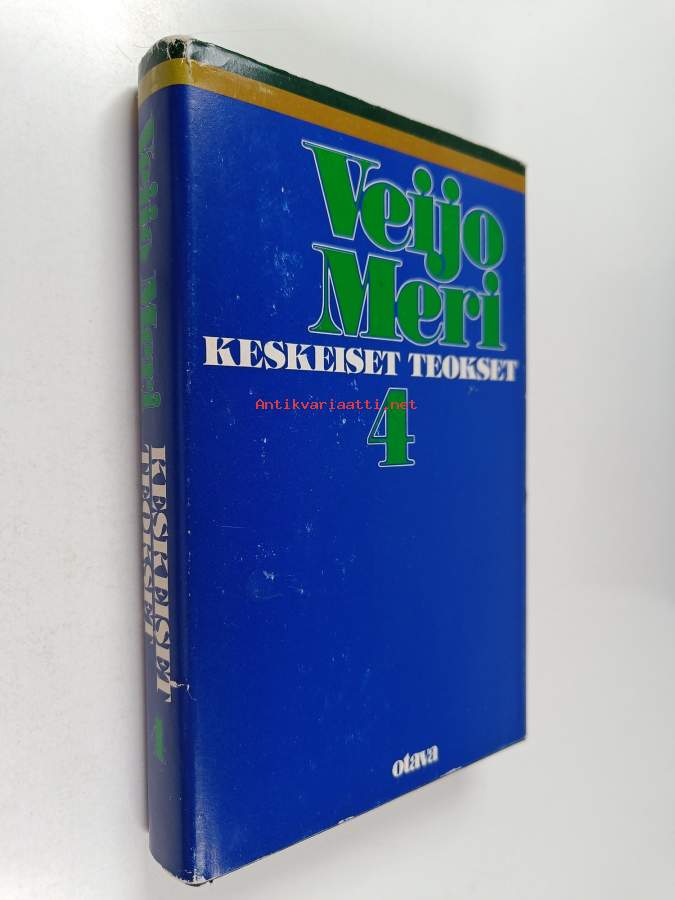 Veijo
Meri
KESKEISET TEOKSET
4
Antikvariaatti.net
otava
Veijo Meri
KESKEISET
TEOKSET
4